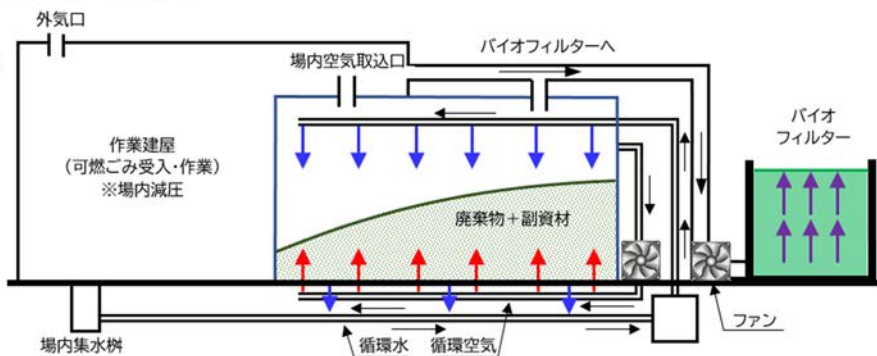 外気口
バイオフィルターへ
場内空気取込口
バイオ
フィルター
作業建屋
(可燃ごみ受入・作業)
※場内減圧
廃棄物+副資材
場内集水桝
循環水
循環空気
ファン